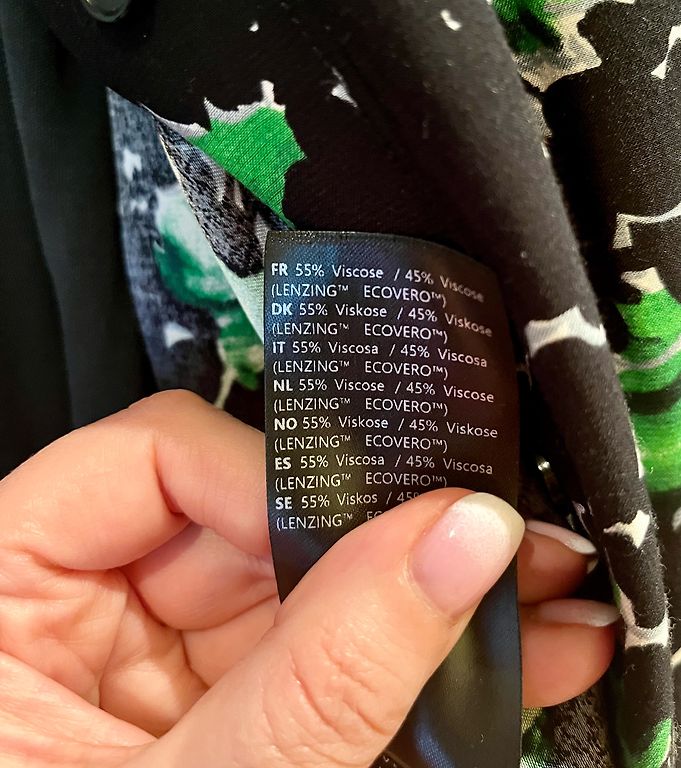 FR 55% Viscose / 45% Viscose
(LENZING™ ECOVERO™)
DK 55% Viskose / 45% Viskose
(LENZING™ ECOVERO™)
IT 55% Viscosa / 45% Viscosa
(LENZING™ ECOVERO™)
NL 55% Viscose / 45% Viscose
(LENZING™ ECOVERO™)
NO 55% Viskose / 45% Viskose
(LENZING™ ECOVERO™)
ES 55% Viscosa / 45% Viscosa
(LENZING™ ECOVERO™)
SE 55% Viskos / 45%
(LENZING™